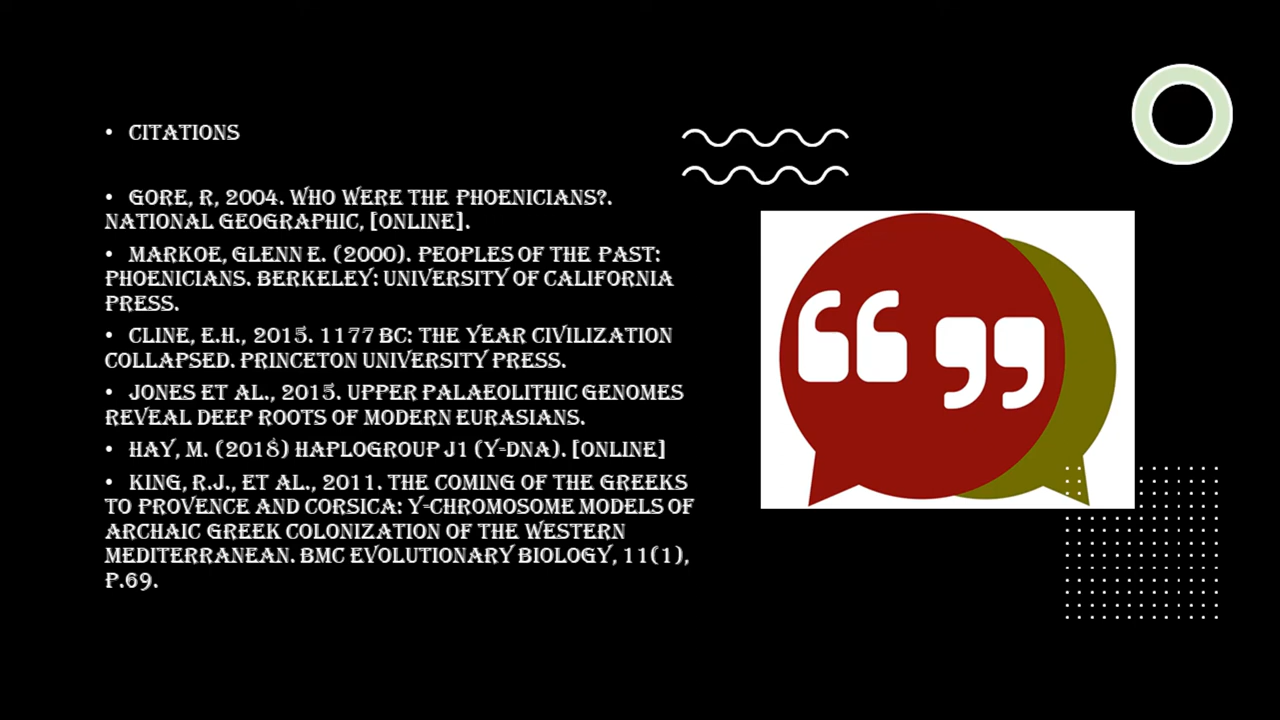 • CITATIONS
• GORE, R, 2004. WHO WERE THE PHOENICIANS?.
NATIONAL GEOGRAPHIC, [ONLINE].
• MARKOE, GLENN E. (2000). PEOPLES OF THE PAST:
PHOENICIANS. BERKELEY: UNIVERSITY OF CALIFORNIA
PRESS.
• CLINE, E.H., 2015. 1177 BC: THE YEAR CIVILIZATION
COLLAPSED. PRINCETON UNIVERSITY PRESS.
• JONES ET AL., 2015. UPPER PALAEOLITHIC GENOMES
REVEAL DEEP ROOTS OF MODERN EURASIANS.
• HAY, M. (2018) HAPLOGROUP J1 (Y-DNA). [ONLINE]
• KING, R.J., ET AL., 2011. THE COMING OF THE GREEKS
TO PROVENCE AND CORSICA: Y-CHROMOSOME MODELS OF
ARCHAIC GREEK COLONIZATION OF THE WESTERN
MEDITERRANEAN. BMC EVOLUTIONARY BIOLOGY, 11(1),
P.69.